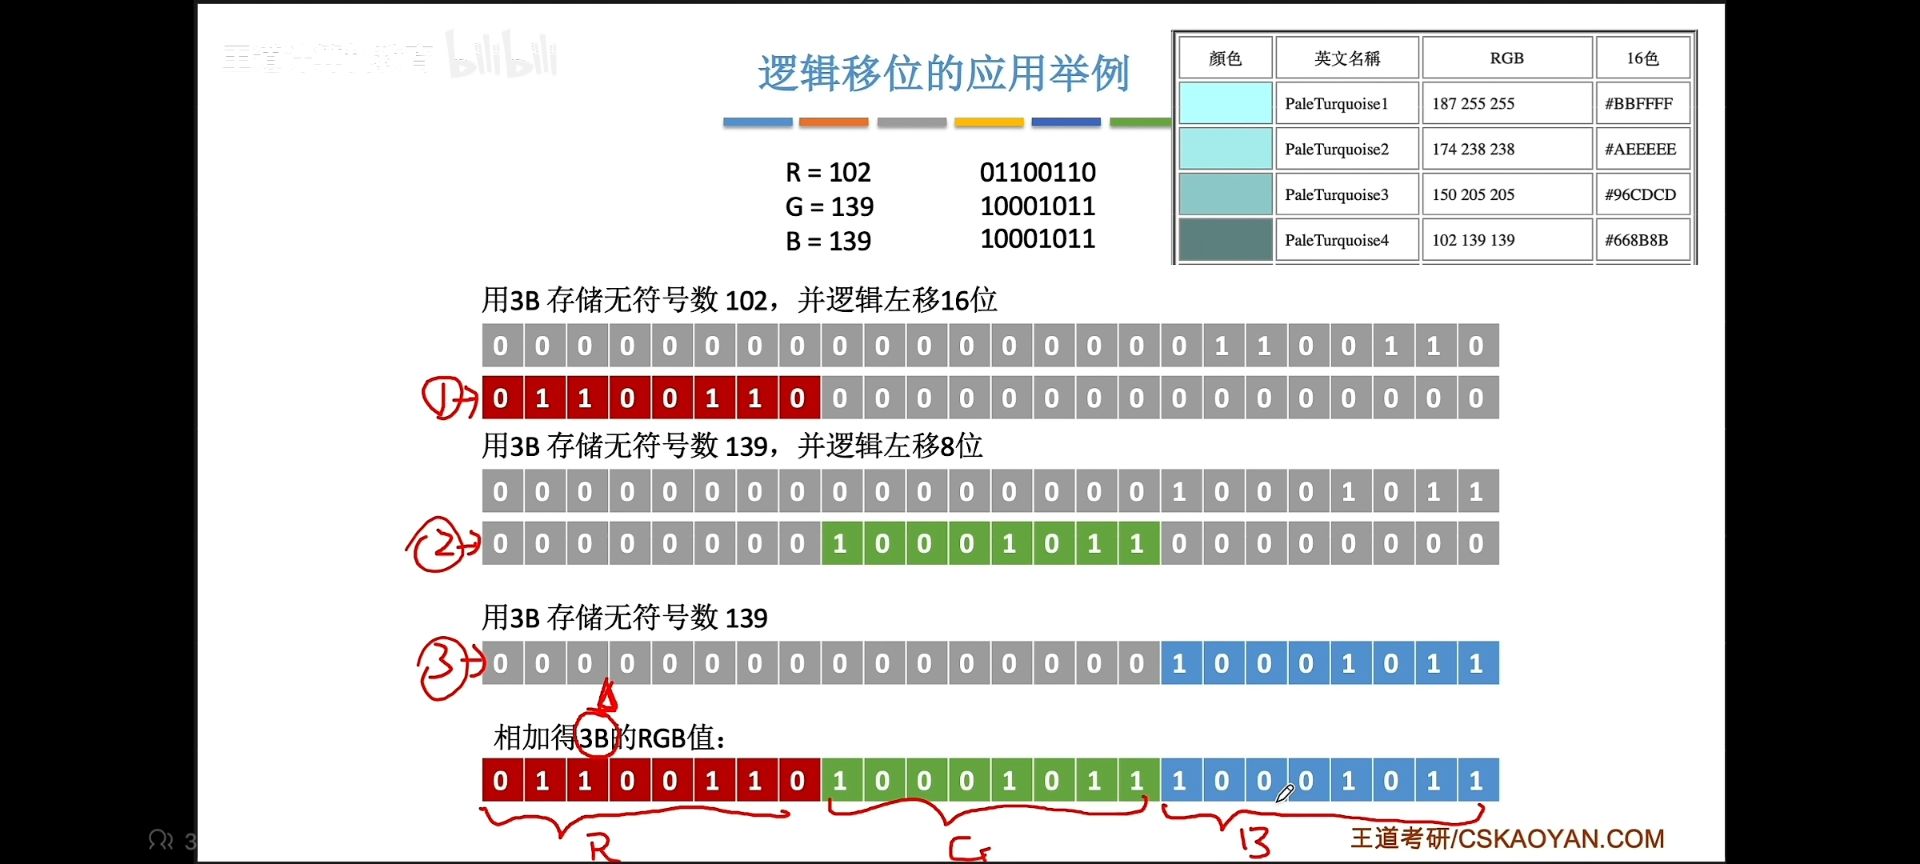 bilibili
逻辑移位的应用举例
顏色 英文名稱 RGB 16色
PaleTurquoise1 187 255 255 #BBFFFF
PaleTurquoise2 174 238 238 #AEEEEE
PaleTurquoise3 150 205 205 #96CDCD
PaleTurquoise4 102 139 139 #668B8B
R = 102 01100110
G = 139 10001011
B = 139 10001011
用3B 存储无符号数 102，并逻辑左移16位
0 0 0 0 0 0 0 0 0 0 0 0 0 0 0 0 0 1 1 0 0 1 1 0
① 0 1 1 0 0 1 1 0 0 0 0 0 0 0 0 0 0 0 0 0 0 0 0 0
用3B 存储无符号数 139，并逻辑左移8位
0 0 0 0 0 0 0 0 0 0 0 0 0 0 0 0 1 0 0 0 1 0 1 1
② 0 0 0 0 0 0 0 0 1 0 0 0 1 0 1 1 0 0 0 0 0 0 0 0
用3B 存储无符号数 139
③ 0 0 0 0 0 0 0 0 0 0 0 0 0 0 0 0 1 0 0 0 1 0 1 1
相加得3B的RGB值：
0 1 1 0 0 1 1 0 1 0 0 0 1 0 1 1 1 0 0 0 1 0 1 1
R G B
王道考研/CSKAOYAN.COM
3